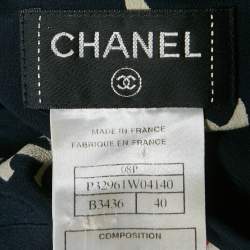 CHANEL
MADE IN FRANCE
FABRIQUE EN FRANCE
08P
P32961W04140
B3436 40
COMPOSITION